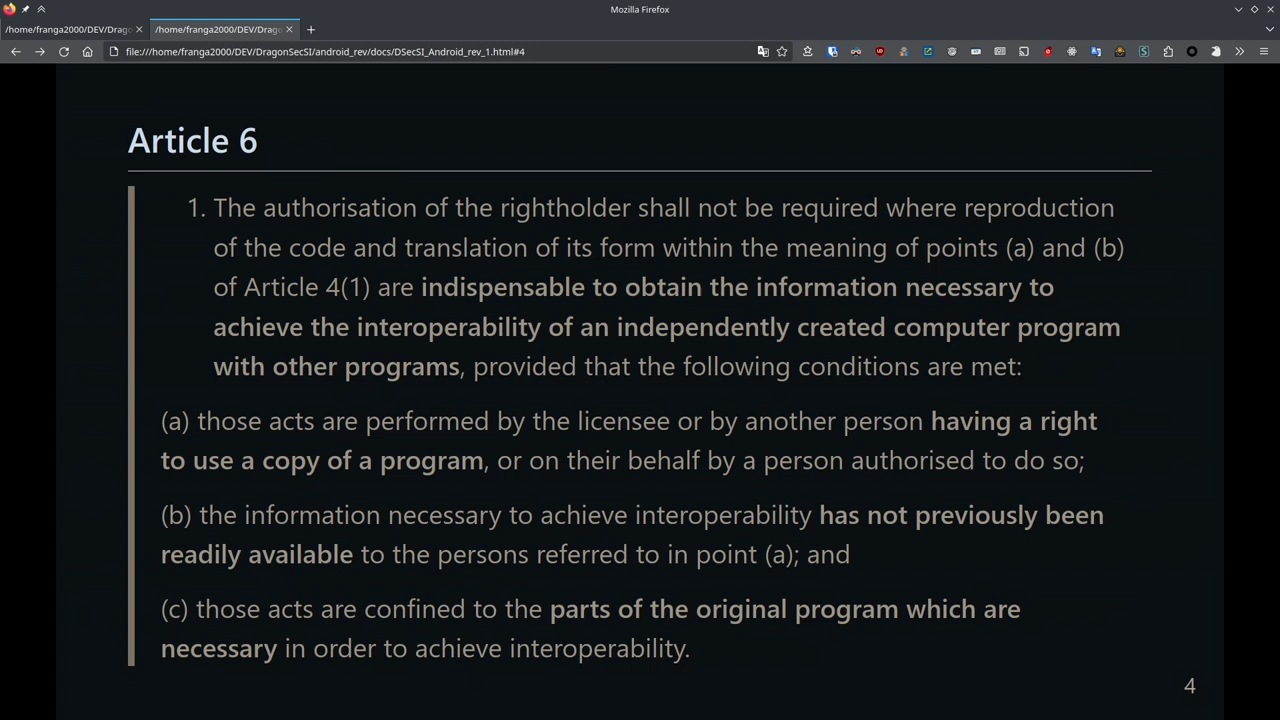 Mozilla Firefox
/home/franga2000/DEV/Drago
/home/franga2000/DEV/Drago
file:///home/franga2000/DEV/DragonSecSI/android_rev/docs/DSecSI_Android_rev_1.html#4
Article 6
1. The authorisation of the rightholder shall not be required where reproduction
of the code and translation of its form within the meaning of points (a) and (b)
of Article 4(1) are indispensable to obtain the information necessary to
achieve the interoperability of an independently created computer program
with other programs, provided that the following conditions are met:
(a) those acts are performed by the licensee or by another person having a right
to use a copy of a program, or on their behalf by a person authorised to do so;
(b) the information necessary to achieve interoperability has not previously been
readily available to the persons referred to in point (a); and
(c) those acts are confined to the parts of the original program which are
necessary in order to achieve interoperability.
4